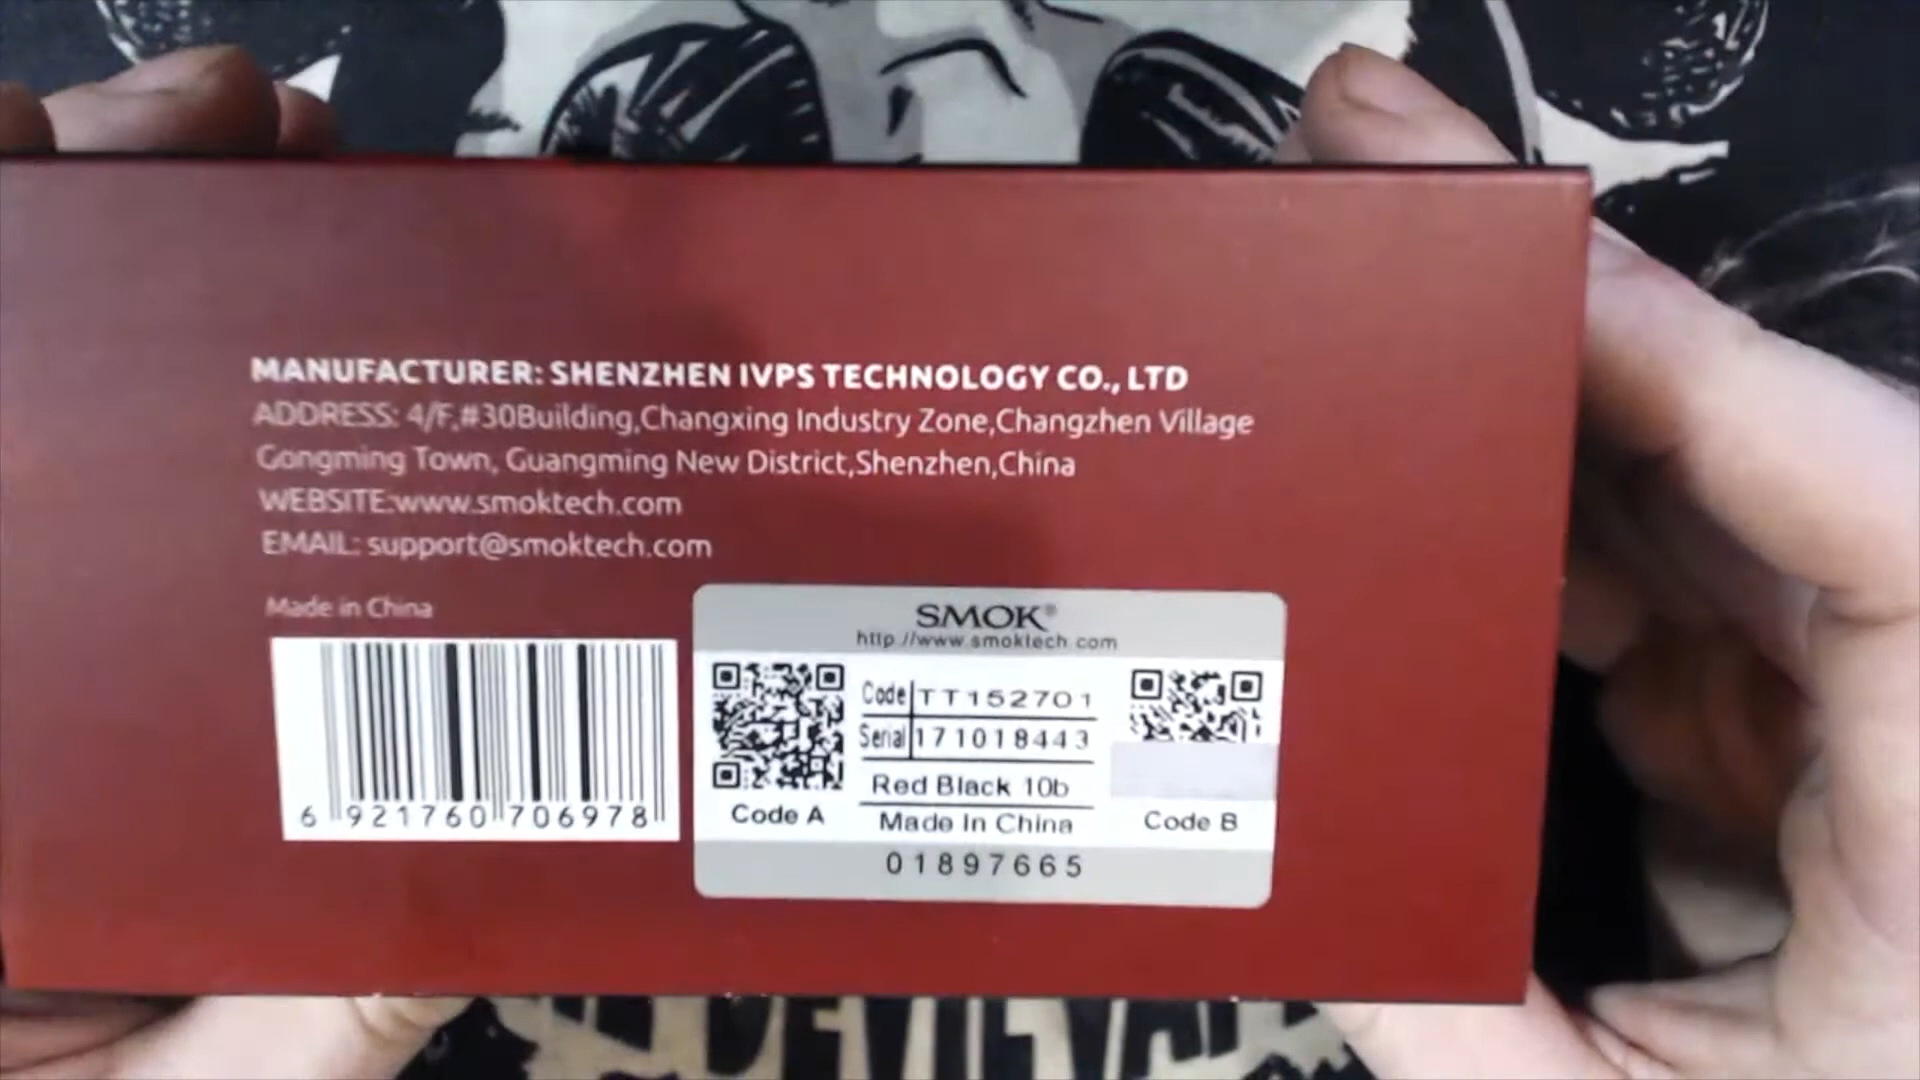 MANUFACTURER: SHENZHEN IVPS TECHNOLOGY CO., LTD
ADDRESS: 4/F,#30Building,Changxing Industry Zone,Changzhen Village
Gongming Town, Guangming New District,Shenzhen,China
WEBSITE:www.smoktech.com
EMAIL: support@smoktech.com
Made in China
6 921760 706978
SMOK®
http://www.smoktech.com
Code TT152701
Serial 171018443
Red Black 10b
Made In China
Code A
Code B
01897665